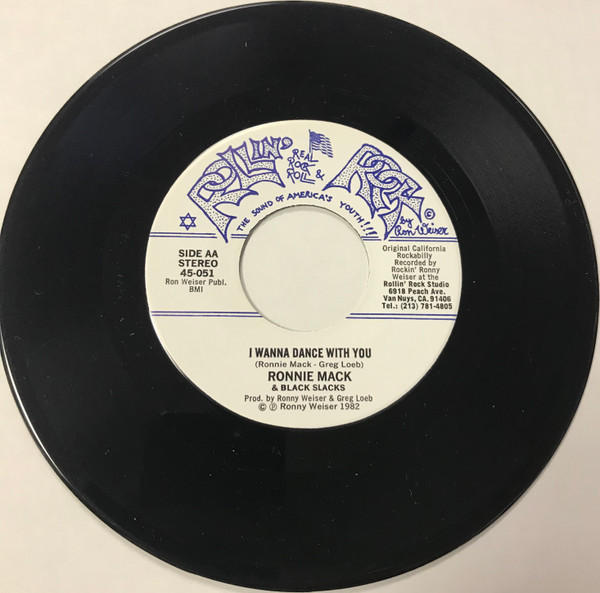 ROLLIN' ROCK
REAL
ROCK
ROLL &
THE SOUND OF AMERICA'S YOUTH!!!
©
by
Ron Weiser
SIDE AA
STEREO
45-051
Ron Weiser Publ.
BMI
Original California
Rockabilly
Recorded by
Rockin' Ronny
Weiser at the
Rollin' Rock Studio
6918 Peach Ave.
Van Nuys, CA. 91406
Tel.: (213) 781-4805
I WANNA DANCE WITH YOU
(Ronnie Mack - Greg Loeb)
RONNIE MACK
& BLACK SLACKS
Prod. by Ronny Weiser & Greg Loeb
© ℗ Ronny Weiser 1982